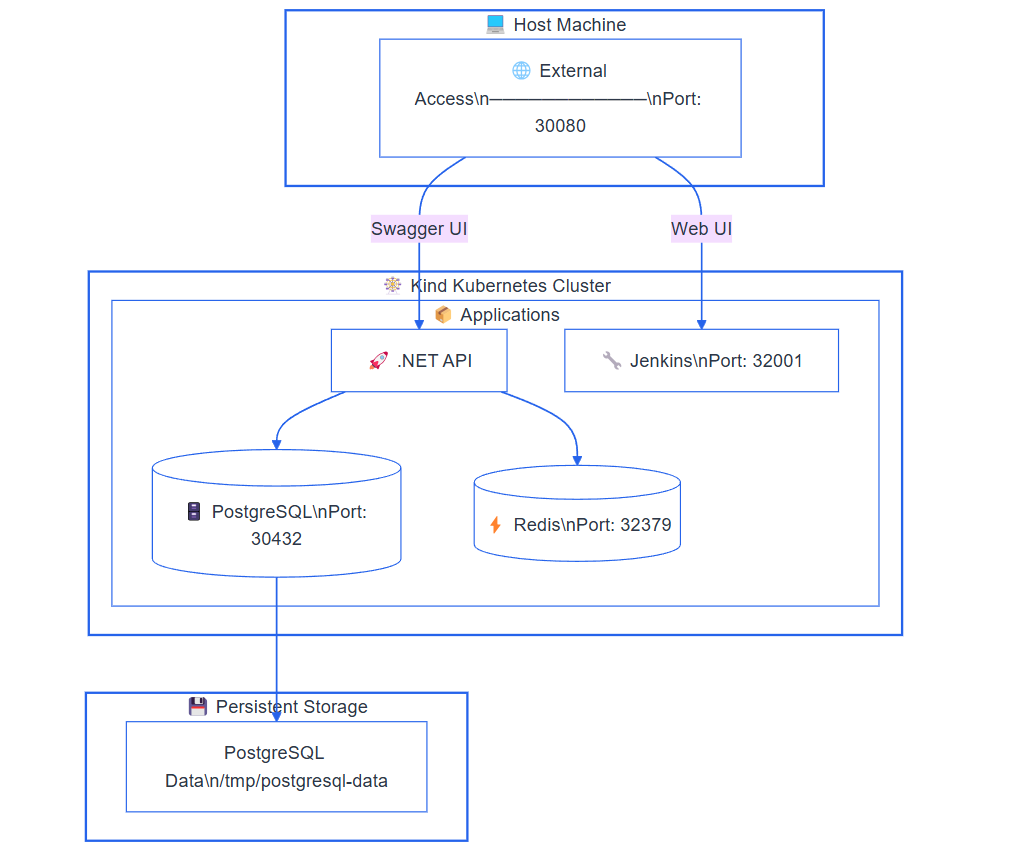 Host Machine
External
Access\n────────────\nPort:
30080
Swagger UI
Web UI
Kind Kubernetes Cluster
Applications
.NET API
Jenkins\nPort: 32001
PostgreSQL\nPort:
30432
Redis\nPort: 32379
Persistent Storage
PostgreSQL
Data\n/tmp/postgresql-data